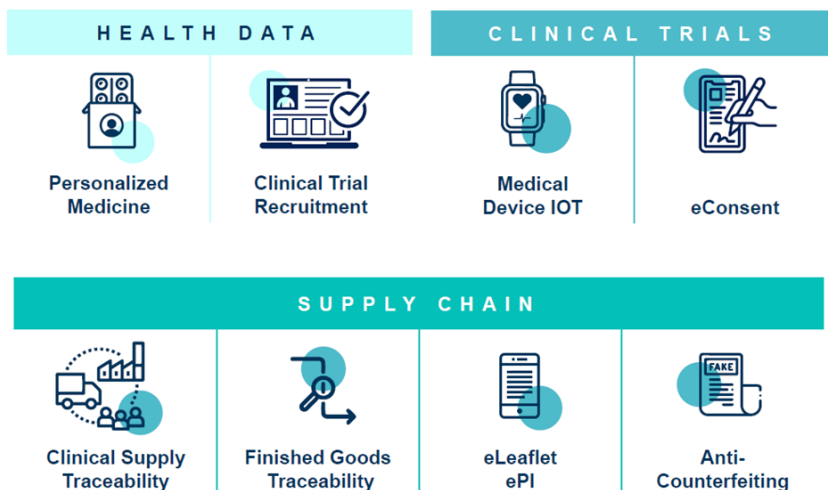 HEALTH DATA
CLINICAL TRIALS
Personalized
Medicine
Clinical Trial
Recruitment
Medical
Device IOT
eConsent
SUPPLY CHAIN
FAKE
Clinical Supply
Traceability
Finished Goods
Traceability
eLeaflet
ePI
Anti-
Counterfeiting